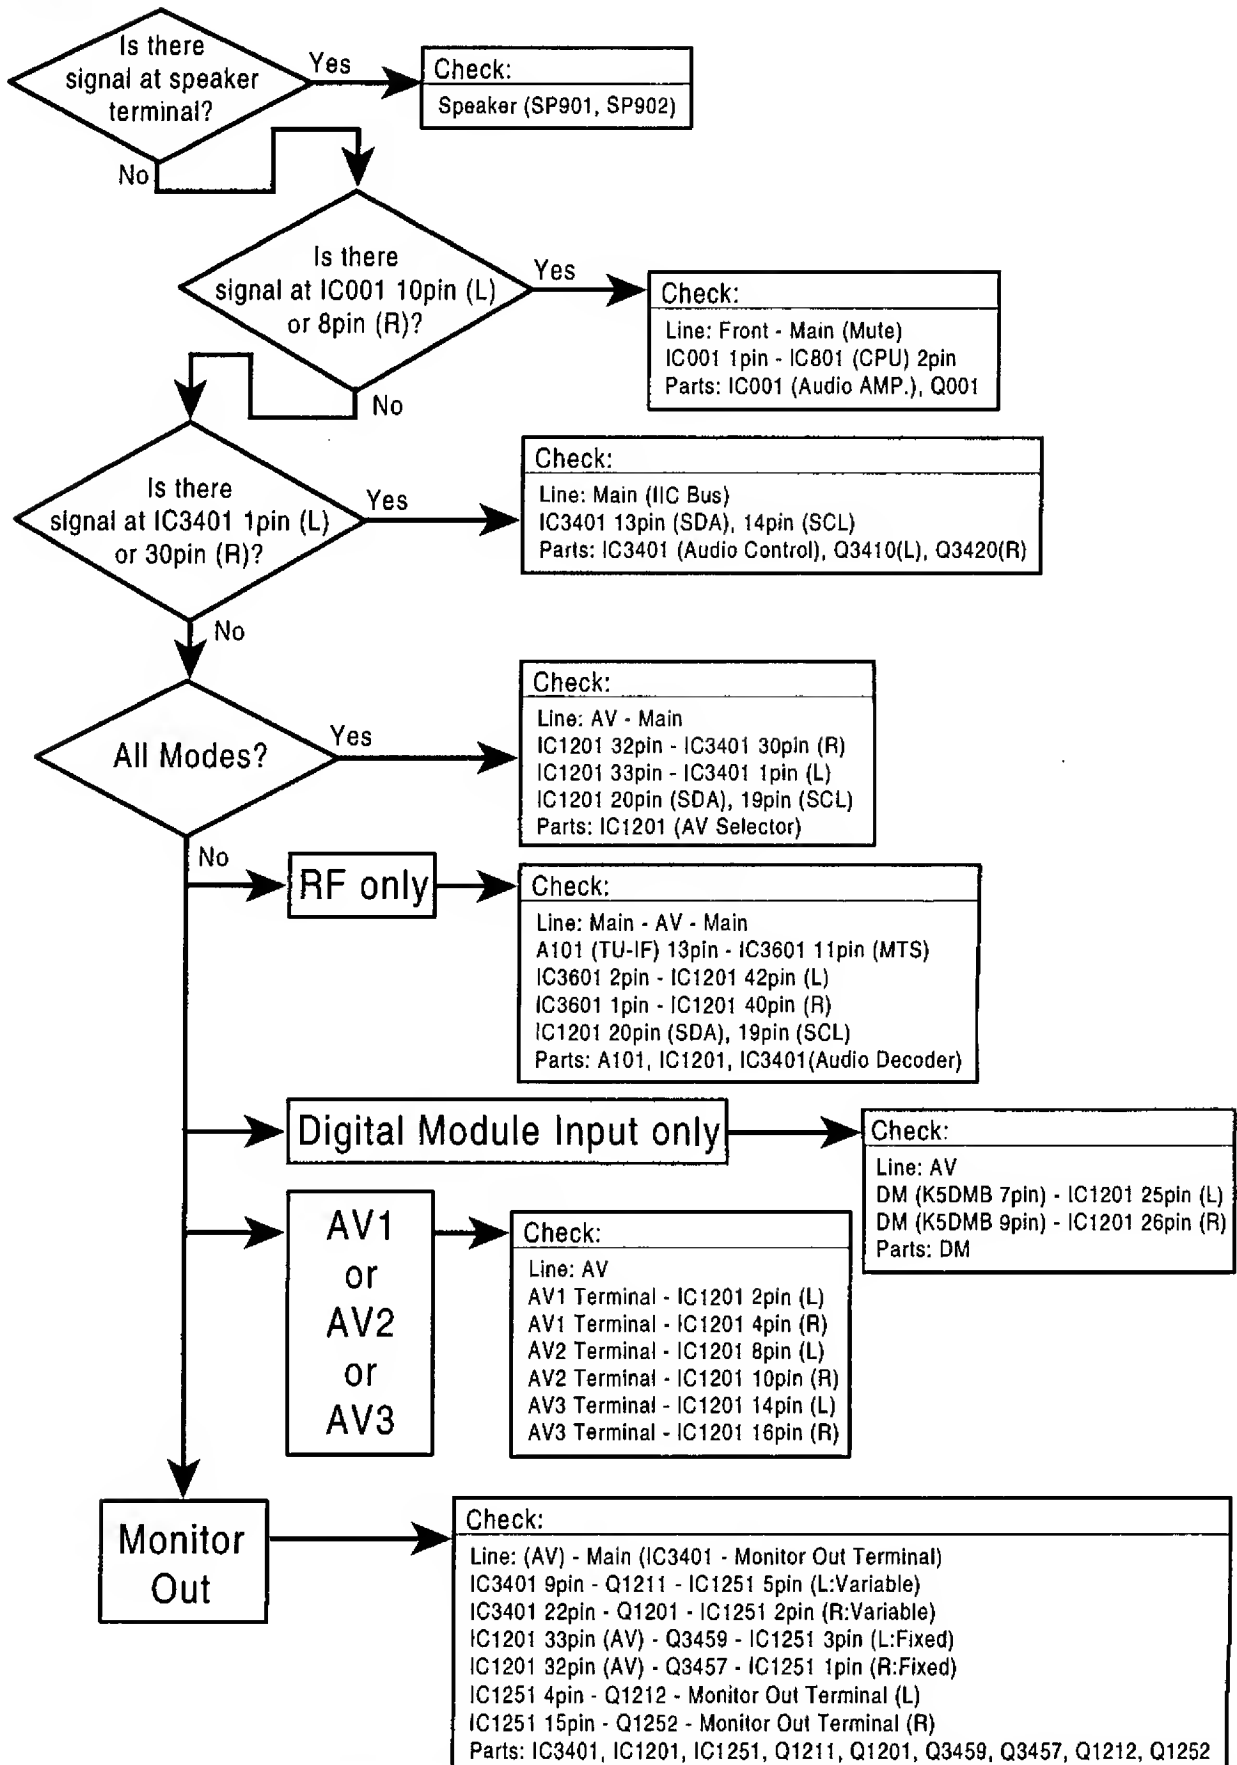 Is there
signal at speaker
terminal?
Yes
Check:
Speaker (SP901, SP902)
No
Is there
signal at IC001 10pin (L)
or 8pin (R)?
Yes
Check:
Line: Front - Main (Mute)
IC001 1pin - IC801 (CPU) 2pin
Parts: IC001 (Audio AMP.), Q001
No
Is there
signal at IC3401 1pin (L)
or 30pin (R)?
Yes
Check:
Line: Main (IIC Bus)
IC3401 13pin (SDA), 14pin (SCL)
Parts: IC3401 (Audio Control), Q3410(L), Q3420(R)
No
All Modes?
Yes
Check:
Line: AV - Main
IC1201 32pin - IC3401 30pin (R)
IC1201 33pin - IC3401 1pin (L)
IC1201 20pin (SDA), 19pin (SCL)
Parts: IC1201 (AV Selector)
No
RF only
Check:
Line: Main - AV - Main
A101 (TU-IF) 13pin - IC3601 11pin (MTS)
IC3601 2pin - IC1201 42pin (L)
IC3601 1pin - IC1201 40pin (R)
IC1201 20pin (SDA), 19pin (SCL)
Parts: A101, IC1201, IC3401(Audio Decoder)
Digital Module Input only
Check:
Line: AV
DM (K5DMB 7pin) - IC1201 25pin (L)
DM (K5DMB 9pin) - IC1201 26pin (R)
Parts: DM
AV1
or
AV2
or
AV3
Check:
Line: AV
AV1 Terminal - IC1201 2pin (L)
AV1 Terminal - IC1201 4pin (R)
AV2 Terminal - IC1201 8pin (L)
AV2 Terminal - IC1201 10pin (R)
AV3 Terminal - IC1201 14pin (L)
AV3 Terminal - IC1201 16pin (R)
Monitor
Out
Check:
Line: (AV) - Main (IC3401 - Monitor Out Terminal)
IC3401 9pin - Q1211 - IC1251 5pin (L:Variable)
IC3401 22pin - Q1201 - IC1251 2pin (R:Variable)
IC1201 33pin (AV) - Q3459 - IC1251 3pin (L:Fixed)
IC1201 32pin (AV) - Q3457 - IC1251 1pin (R:Fixed)
IC1251 4pin - Q1212 - Monitor Out Terminal (L)
IC1251 15pin - Q1252 - Monitor Out Terminal (R)
Parts: IC3401, IC1201, IC1251, Q1211, Q1201, Q3459, Q3457, Q1212, Q1252